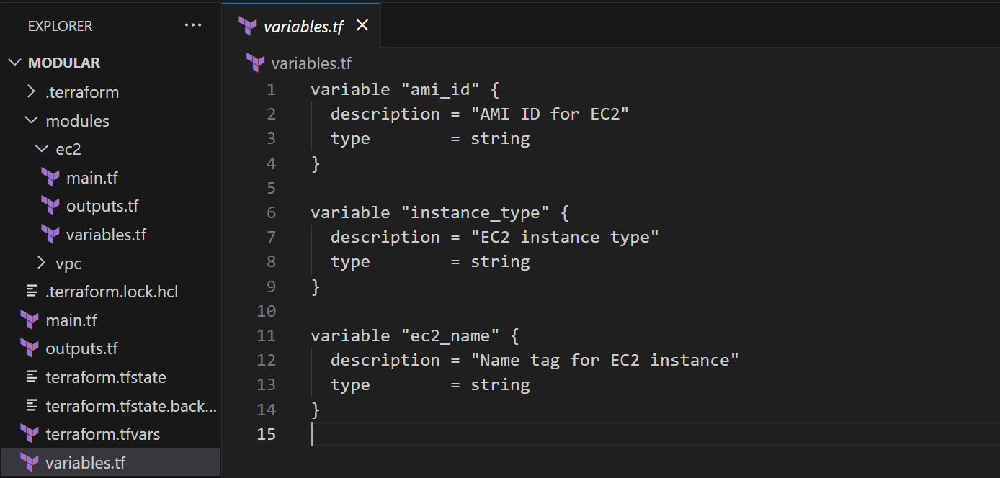 EXPLORER
MODULAR
.terraform
modules
ec2
main.tf
outputs.tf
variables.tf
vpc
.terraform.lock.hcl
main.tf
outputs.tf
terraform.tfstate
terraform.tfstate.back...
terraform.tfvars
variables.tf
variables.tf
variables.tf
1 variable "ami_id" {
2   description = "AMI ID for EC2"
3   type        = string
4 }
5
6 variable "instance_type" {
7   description = "EC2 instance type"
8   type        = string
9 }
10
11 variable "ec2_name" {
12   description = "Name tag for EC2 instance"
13   type        = string
14 }
15